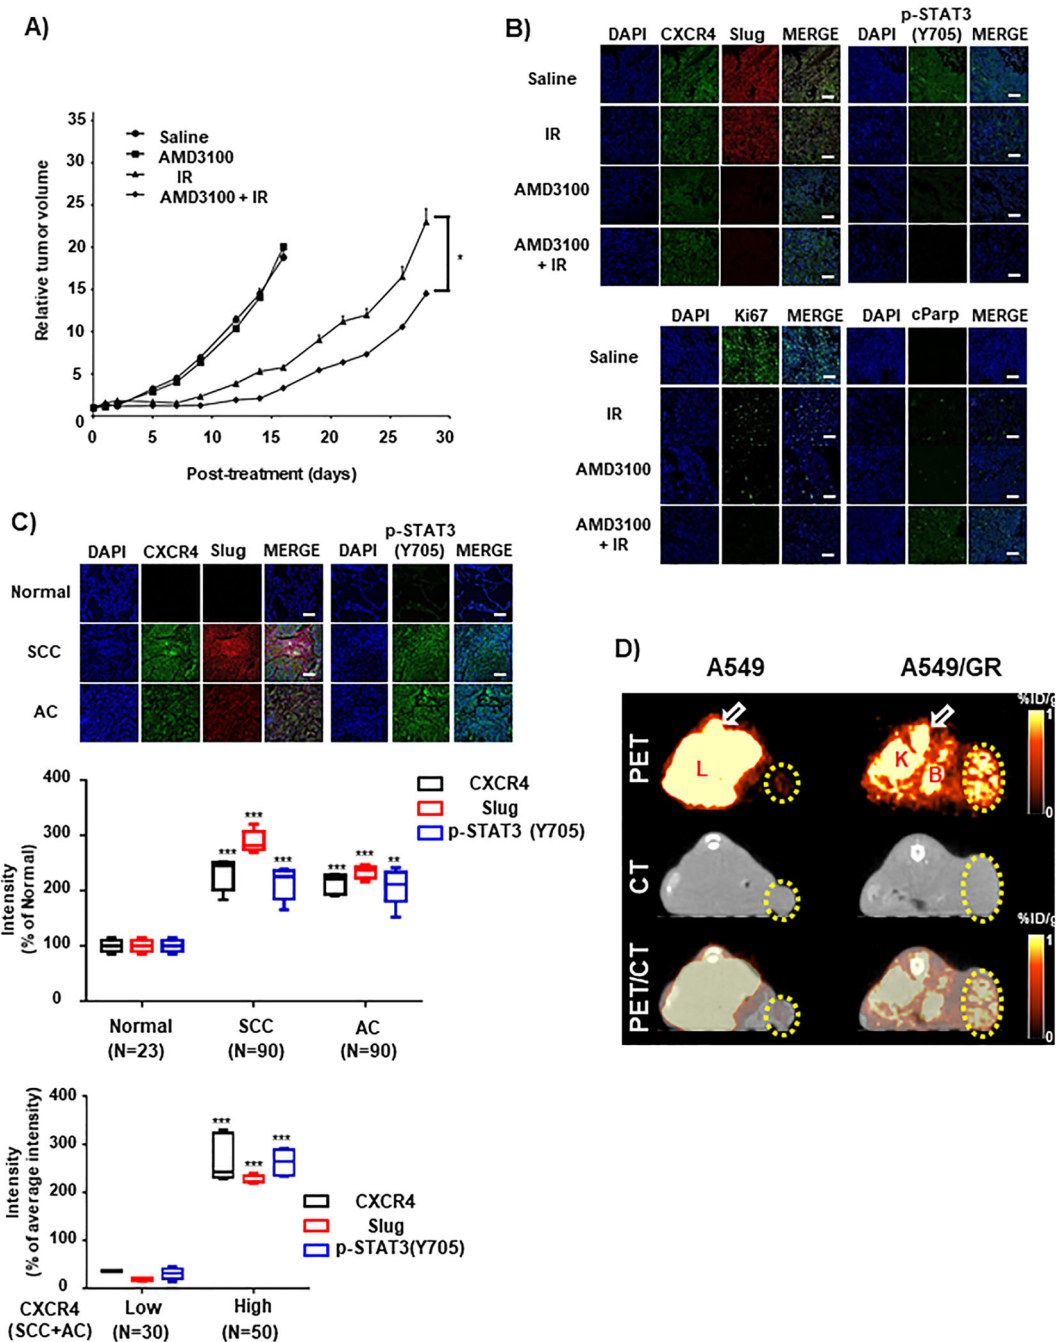 A)
Relative tumor volume
35
30
25
20
15
10
5
0
Saline
AMD3100
IR
AMD3100 + IR
*
0 5 10 15 20 25 30
Post-treatment (days)
B)
DAPI CXCR4 Slug MERGE
p-STAT3
DAPI (Y705) MERGE
Saline
IR
AMD3100
AMD3100
+ IR
DAPI Ki67 MERGE DAPI cParp MERGE
Saline
IR
AMD3100
AMD3100
+ IR
C)
p-STAT3
DAPI CXCR4 Slug MERGE DAPI (Y705) MERGE
Normal
SCC
AC
Intensity
(% of Normal)
400
300
200
100
0
CXCR4
Slug
p-STAT3 (Y705)
*** *** ***
*** *** **
Normal SCC AC
(N=23) (N=90) (N=90)
Intensity
(% of average intensity)
400
300
200
100
0
*** *** ***
CXCR4
Slug
p-STAT3(Y705)
CXCR4 Low High
(SCC+AC) (N=30) (N=50)
D)
A549 A549/GR
PET
L
K
B
%ID/g
1
0
CT
PET/CT
%ID/g
1
0